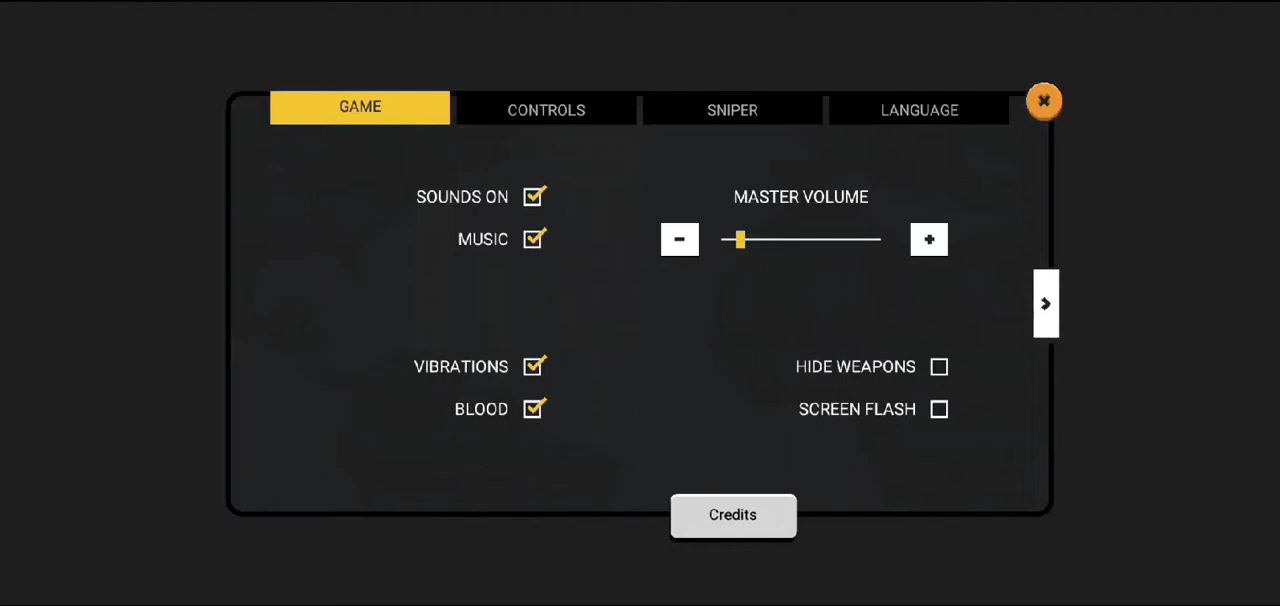 GAME
CONTROLS
SNIPER
LANGUAGE
SOUNDS ON
MASTER VOLUME
MUSIC
VIBRATIONS
HIDE WEAPONS
BLOOD
SCREEN FLASH
Credits